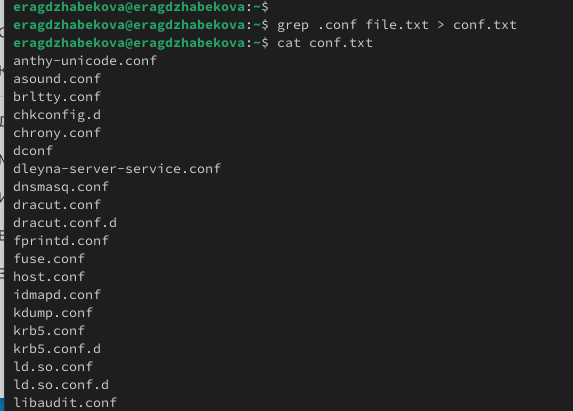 eragdzhabekova@eragdzhabekova:~$
eragdzhabekova@eragdzhabekova:~$ grep .conf file.txt > conf.txt
eragdzhabekova@eragdzhabekova:~$ cat conf.txt
anthy-unicode.conf
asound.conf
brltty.conf
chkconfig.d
chrony.conf
dconf
dleyna-server-service.conf
dnsmasq.conf
dracut.conf
dracut.conf.d
fprintd.conf
fuse.conf
host.conf
idmapd.conf
kdump.conf
krb5.conf
krb5.conf.d
ld.so.conf
ld.so.conf.d
libaudit.conf